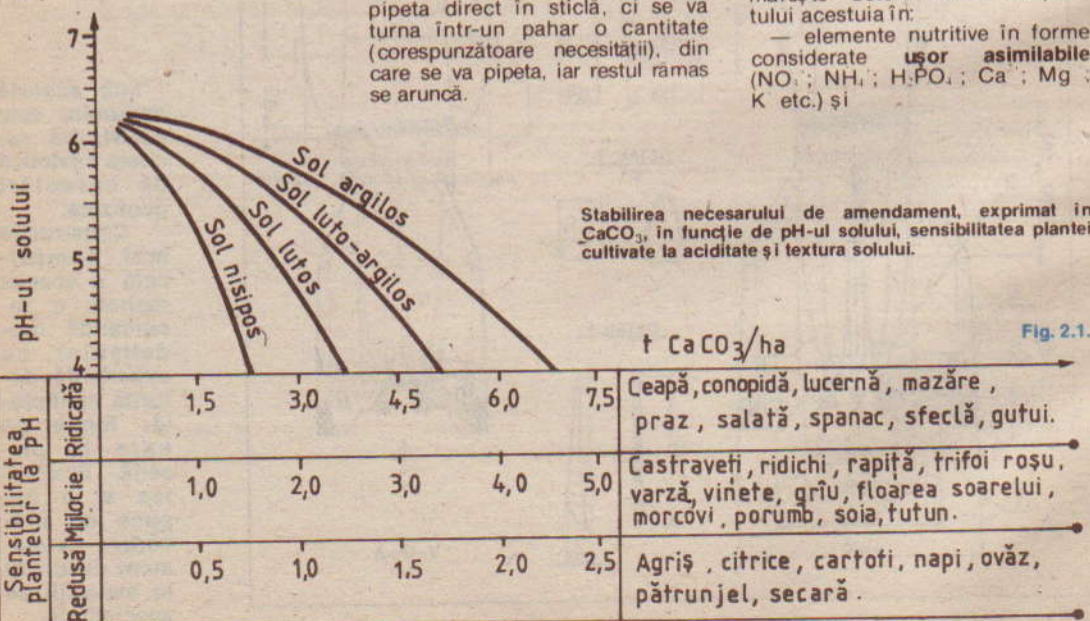 pipeta direct în sticlă, ci se va
turna într-un pahar o cantitate
(corespunzătoare necesității), din
care se va pipeta, iar restul rămas
se aruncă.
tului acestuia în:
— elemente nutritive în forme
considerate ușor asimilabile
etc.) și
Stabilirea necesarului de amendament, exprimat în
CaCO₃, în funcție de pH-ul solului, sensibilitatea plantei
cultivate la aciditate și textura solului.
Fig. 2.1.
pH-ul solului
7
6
5
4
Sol argilos
Sol luto-argilos
Sol lutos
Sol nisipos
t CaCO₃/ha
Sensibilitatea
plantelor la pH
Ridicată
1,5 3,0 4,5 6,0 7,5
Ceapă, conopidă, lucernă, mazăre,
praz, salată, spanac, sfeclă, gutui.
Mijlocie
1,0 2,0 3,0 4,0 5,0
Castraveți, ridichi, rapiță, trifoi roșu,
varză, vinete, grîu, floarea soarelui,
morcovi, porumb, soia, tutun.
Redusă
0,5 1,0 1,5 2,0 2,5
Agriș, citrice, cartofi, napi, ovăz,
pătrunjel, secară.